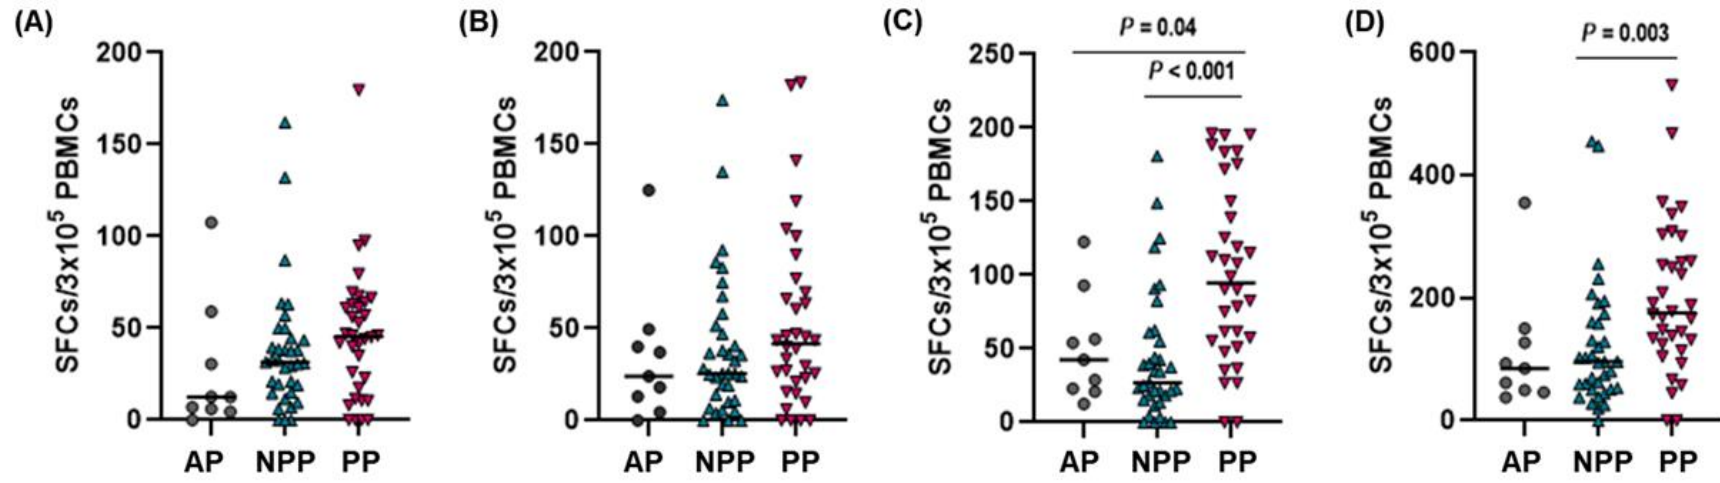 (A)
SFCs/3x10⁵ PBMCs
200
150
100
50
0
AP NPP PP
(B)
SFCs/3x10⁵ PBMCs
200
150
100
50
0
AP NPP PP
(C)
SFCs/3x10⁵ PBMCs
P = 0.04
P < 0.001
250
200
150
100
50
0
AP NPP PP
(D)
SFCs/3x10⁵ PBMCs
P = 0.003
600
400
200
0
AP NPP PP